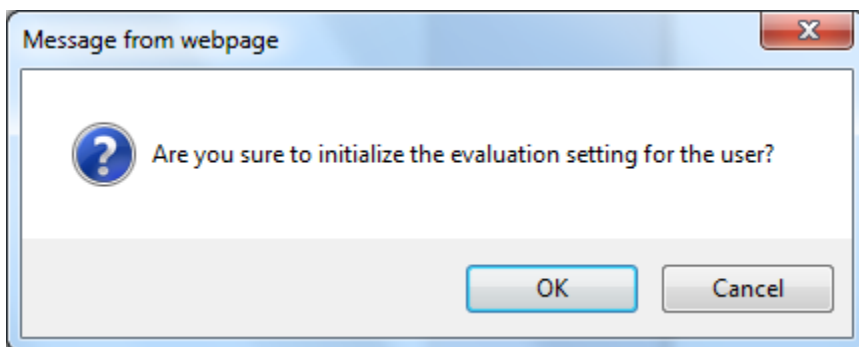 Message from webpage
Are you sure to initialize the evaluation setting for the user?
OK
Cancel